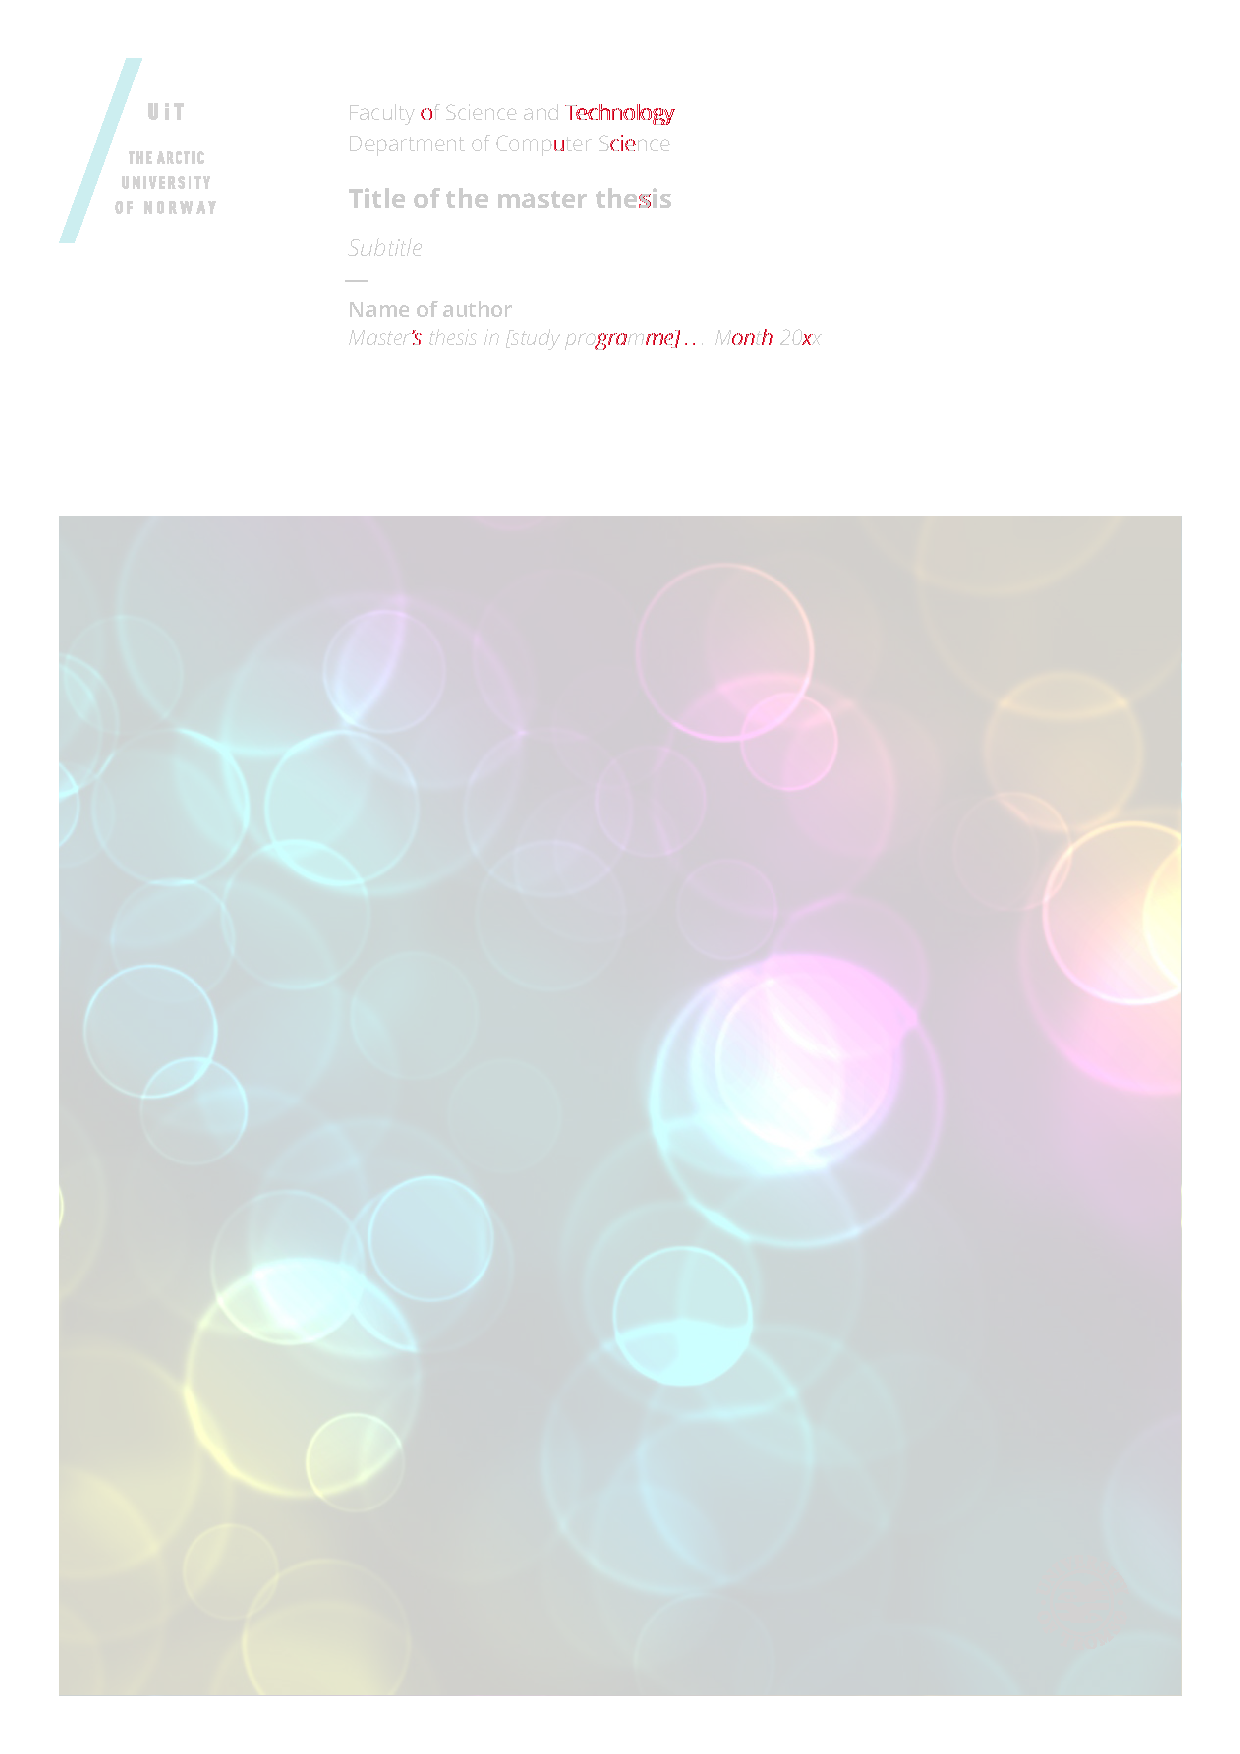 UiT
THE ARCTIC
UNIVERSITY
OF NORWAY
Faculty of Science and Technology
Department of Computer Science
Title of the master thesis
Subtitle
Name of author
Master's thesis in [study programme] . . . Month 20xx